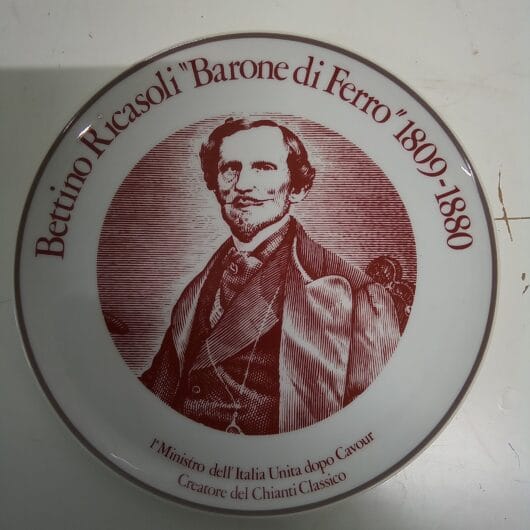 Bettino Ricasoli "Barone di Ferro" 1809-1880
1° Ministro dell'Italia Unita dopo Cavour
Creatore del Chianti Classico